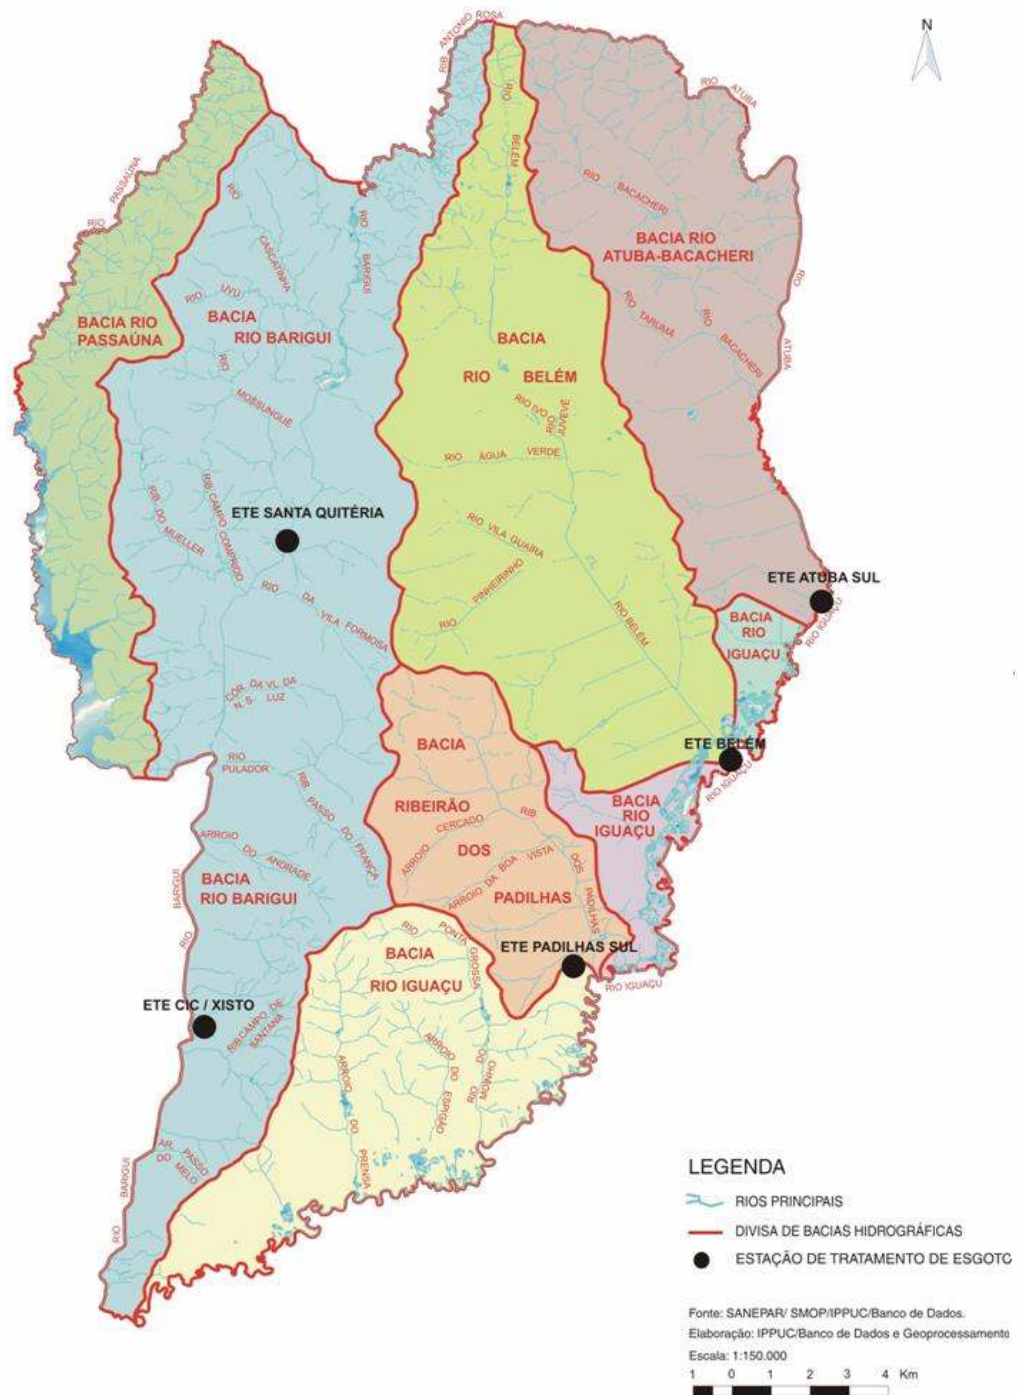 N
RIB ANTONIO ROSA
RIO ATUBA
RIO PASSAÚNA
RIO
BELÉM
RIO BACACHERI
BACIA RIO
ATUBA-BACACHERI
RIO
CASCATINHA
RIO
BARIGUI
RIO UVÚ
BACIA RIO
PASSAÚNA
BACIA
RIO BARIGUI
RIO
MOSSUNGUÊ
BACIA
RIO BELÉM
RIO TARUMÃ
RIO
BACACHERI
RIO
ATUBA
RIO IVO
RIO
JUVEVÊ
RIO ÁGUA VERDE
RIB. DO MUELLER
RIB CAMPO COMPRIDO
ETE SANTA QUITÉRIA
RIO VILA GUAÍRA
RIO PINHEIRINHO
RIO BELÉM
RIO DA VILA FORMOSA
ETE ATUBA SUL
RIO IGUAÇU
BACIA
RIO
IGUAÇU
CÓR. DA VL. DA
N. S. LUZ
ETE BELÉM
RIO IGUAÇU
RIO
PULADOR
RIB PASSO DO FRANÇA
BACIA
RIBEIRÃO
DOS
PADILHAS
ARROIO CERCADO
RIB
DOS
PADILHAS
ARROIO DA BOA VISTA
BACIA
RIO
IGUAÇU
ARROIO
DO ANDRADE
RIO BARIGUI
BACIA
RIO BARIGUI
ETE PADILHAS SUL
RIO IGUAÇU
RIO PONTA GROSSA
BACIA
RIO IGUAÇU
ETE CIC / XISTO
RIB CAMPO DE
SANTANA
ARROIO DO PRENSA
ARROIO DO ESPIGÃO
RIO DO MOINHO
AR. PASSO
DO MELO
RIO BARIGUI
LEGENDA
RIOS PRINCIPAIS
DIVISA DE BACIAS HIDROGRÁFICAS
ESTAÇÃO DE TRATAMENTO DE ESGOTO
Fonte: SANEPAR/ SMOP/IPPUC/Banco de Dados.
Elaboração: IPPUC/Banco de Dados e Geoprocessamento
Escala: 1:150.000
1 0 1 2 3 4 Km